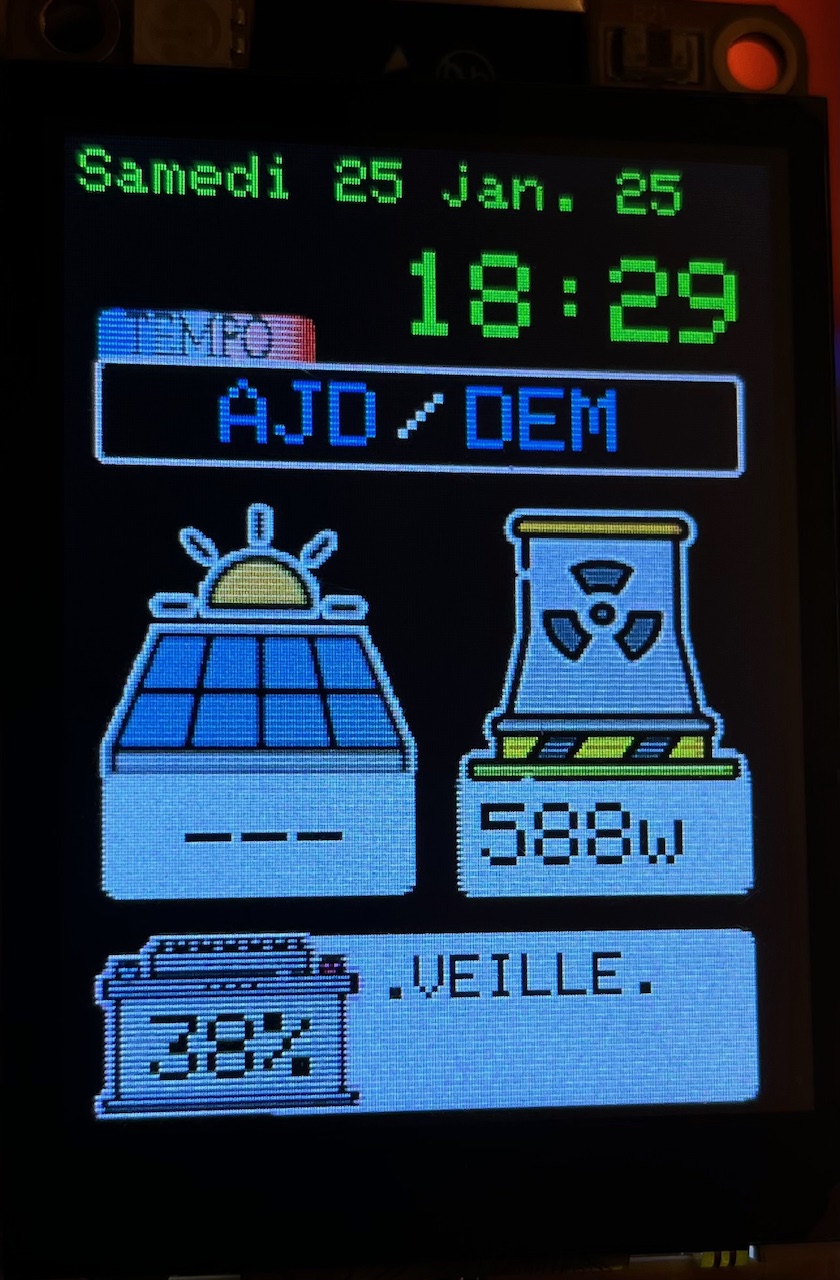 Samedi 25 jan. 25
18:29
TEMPO
AJD/DEM
---
588w
.VEILLE.
38%